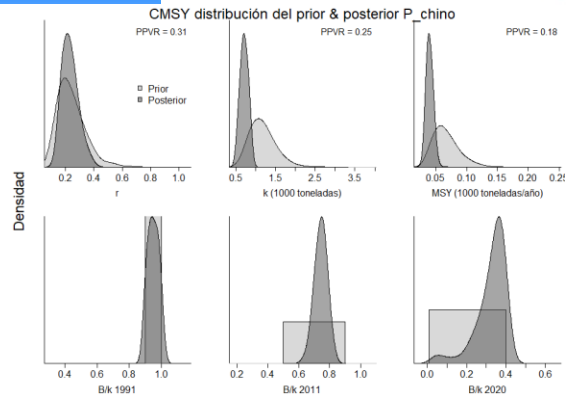 CMSY distribución del prior & posterior P_chino
PPVR = 0.31
PPVR = 0.25
PPVR = 0.18
Prior
Posterior
Densidad
0.2 0.4 0.6 0.8 1.0
r
0.5 1.5 2.5 3.5
k (1000 toneladas)
0.05 0.10 0.15 0.20 0.25
MSY (1000 toneladas/año)
0.4 0.6 0.8 1.0
B/k 1991
0.2 0.4 0.6 0.8 1.0
B/k 2011
0.0 0.2 0.4 0.6
B/k 2020